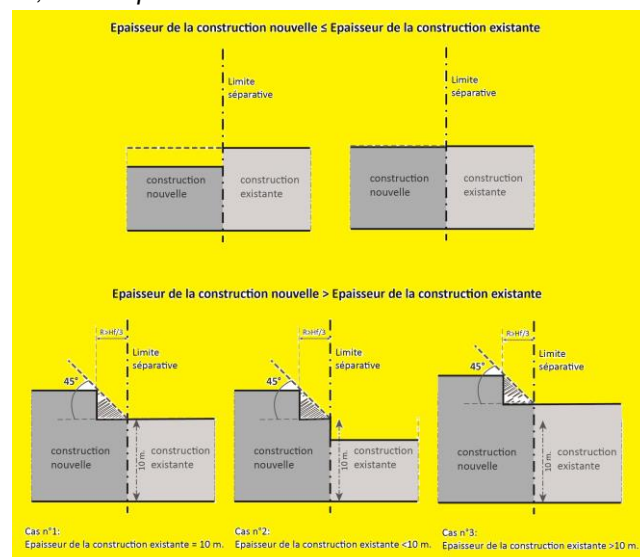 Epaisseur de la construction nouvelle ≤ Epaisseur de la construction existante
Limite
séparative
Limite
séparative
construction
nouvelle
construction
existante
construction
nouvelle
construction
existante
Epaisseur de la construction nouvelle > Epaisseur de la construction existante
R>Hf/3
R>Hf/3
R>Hf/3
Limite
séparative
Limite
séparative
Limite
séparative
45°
45°
45°
construction
nouvelle
10 m.
construction
existante
construction
nouvelle
10 m.
construction
existante
construction
nouvelle
10 m.
construction
existante
Cas n°1:
Epaisseur de la construction existante = 10 m.
Cas n°2:
Epaisseur de la construction existante <10 m.
Cas n°3:
Epaisseur de la construction existante >10 m.